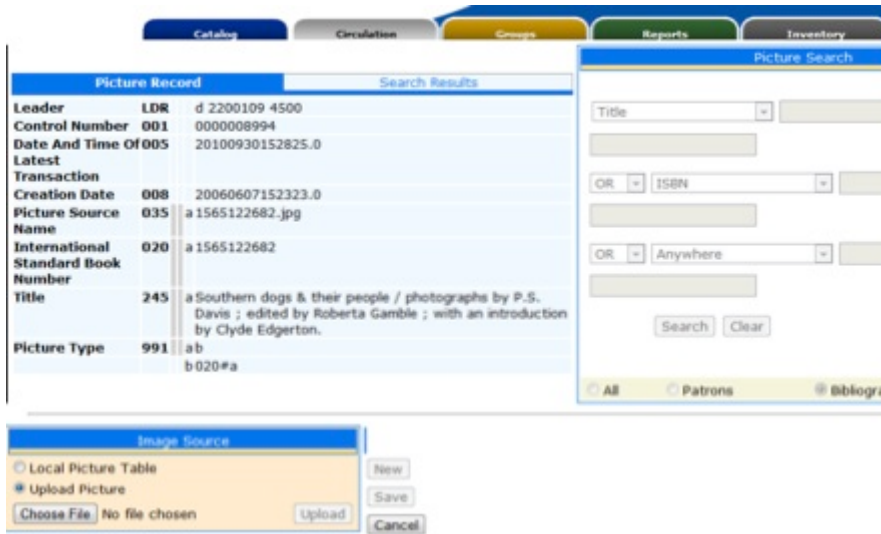 Catalog Circulation Groups Reports Inventory
Picture Search
Picture Record Search Results
Leader LDR d 2200109 4500
Control Number 001 0000008994
Date And Time Of 005 20100930152825.0
Latest
Transaction
Creation Date 008 20060607152323.0
Picture Source 035 a 1565122682.jpg
Name
International 020 a 1565122682
Standard Book
Number
Title 245 a Southern dogs & their people / photographs by P.S.
Davis ; edited by Roberta Gamble ; with an introduction
by Clyde Edgerton.
Picture Type 991 a b
b 020#a
Title
OR ISBN
OR Anywhere
Search Clear
All Patrons Bibliogra
Image Source
Local Picture Table
Upload Picture
Choose File No file chosen Upload
New
Save
Cancel